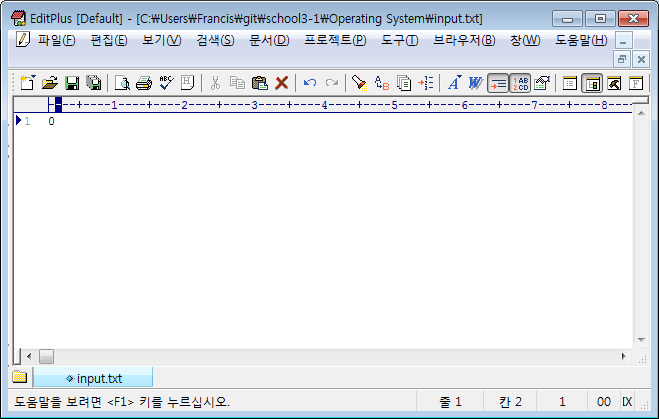 EditPlus [Default] - [C:₩Users₩Francis₩git₩school3-1₩Operating System₩input.txt]
파일(F) 편집(E) 보기(V) 검색(S) 문서(D) 프로젝트(P) 도구(T) 브라우저(B) 창(W) 도움말(H)
----+----1----+----2----+----3----+----4----+----5----+----6----+----7----+----8----
1 0
input.txt
도움말을 보려면 <F1> 키를 누르십시오. 줄 1 칸 2 1 00